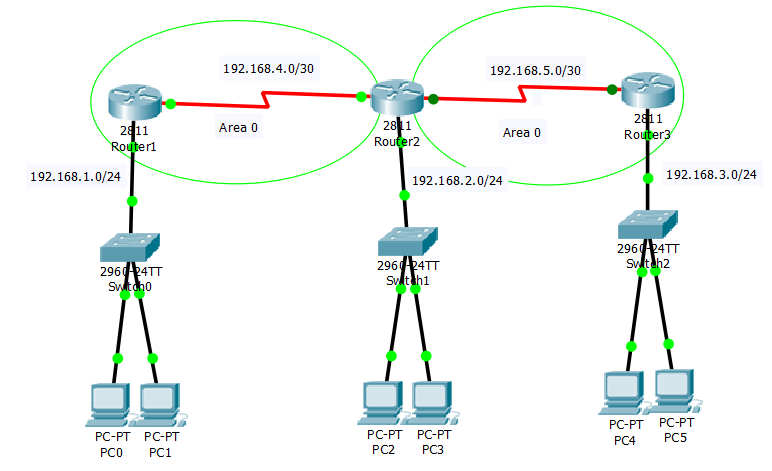 192.168.4.0/30
192.168.5.0/30
2811
Router1
2811
Router2
2811
Router3
Area 0
Area 0
192.168.1.0/24
192.168.2.0/24
192.168.3.0/24
2960-24TT
Switch0
2960-24TT
Switch1
2960-24TT
Switch2
PC-PT
PC0
PC-PT
PC1
PC-PT
PC2
PC-PT
PC3
PC-PT
PC4
PC-PT
PC5